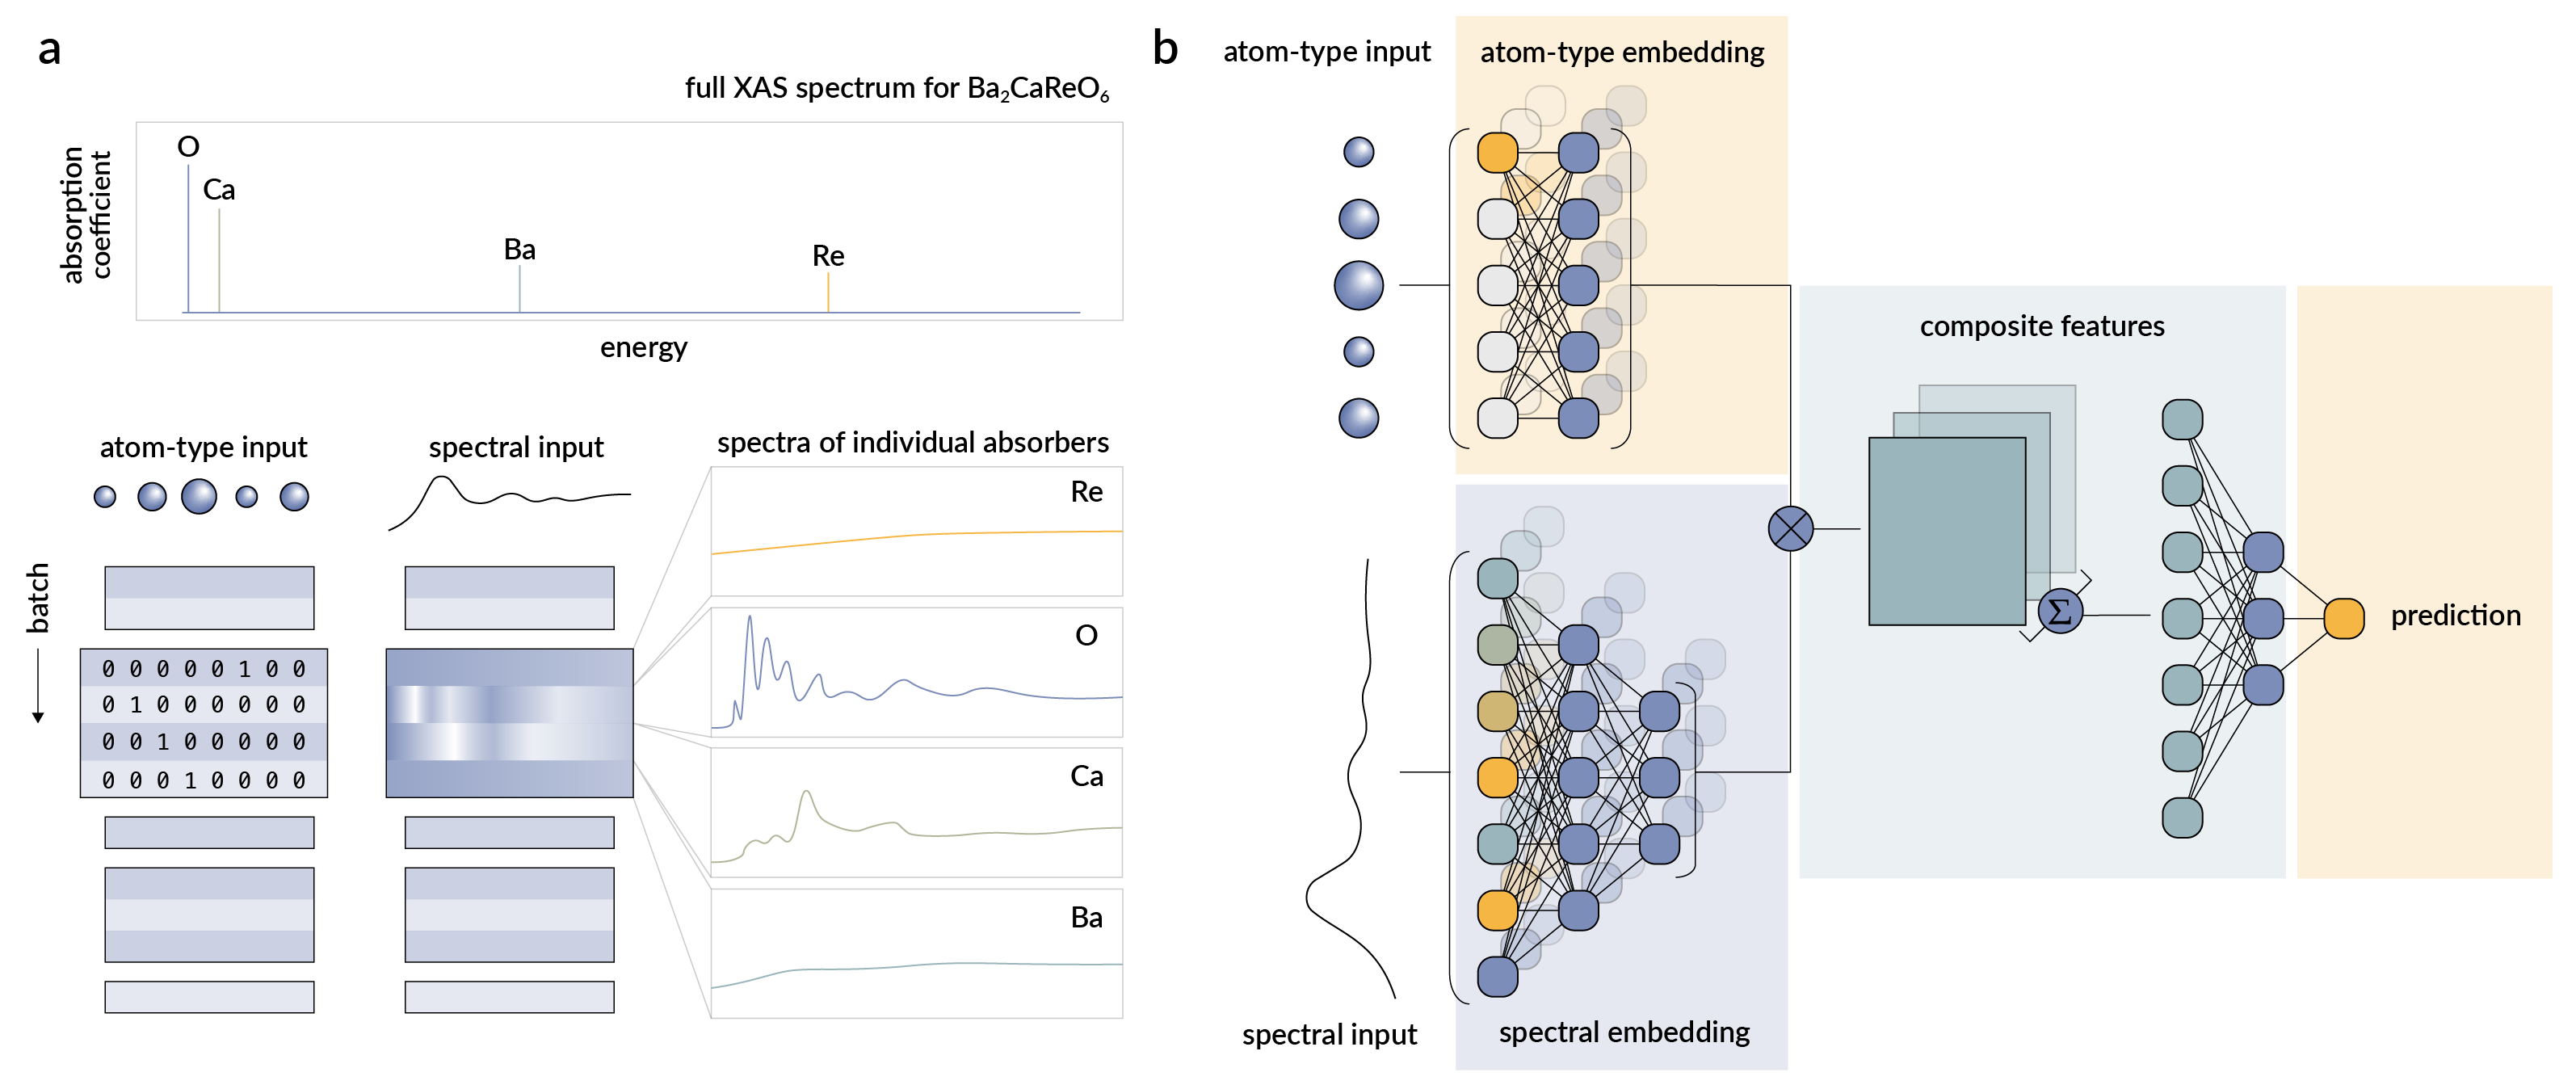 a
full XAS spectrum for Ba₂CaReO₆
absorption
coefficient
O
Ca
Ba
Re
energy
atom-type input
spectral input
spectra of individual absorbers
batch
0 0 0 0 0 1 0 0
0 1 0 0 0 0 0 0
0 0 1 0 0 0 0 0
0 0 0 1 0 0 0 0
Re
O
Ca
Ba
b
atom-type input
atom-type embedding
composite features
Σ
prediction
spectral input
spectral embedding